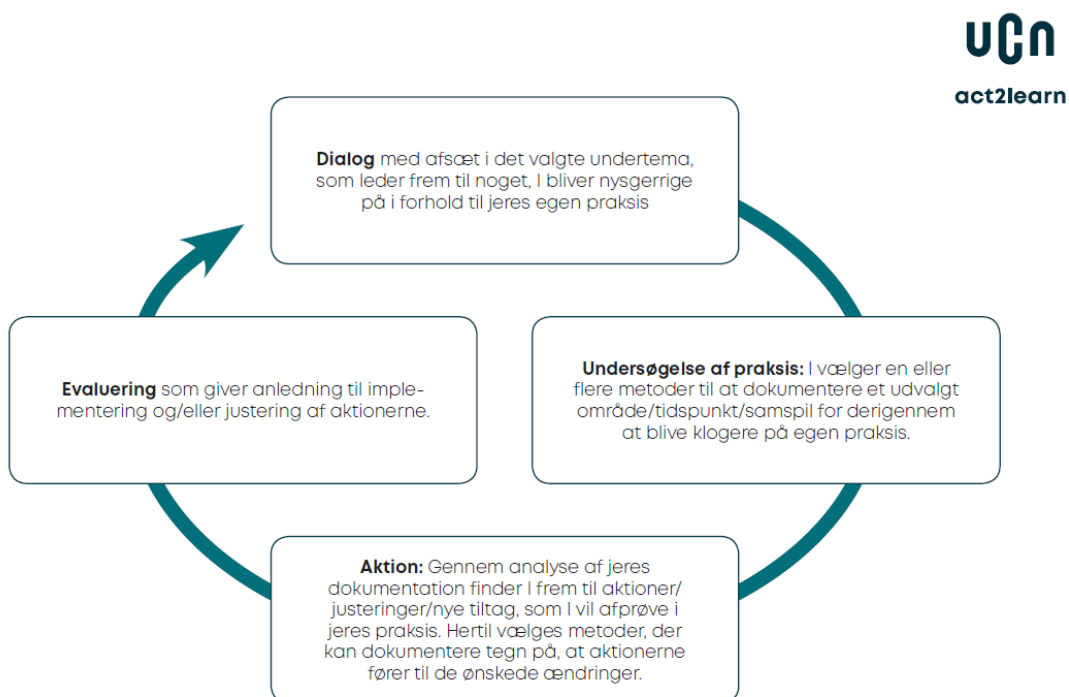 ucn
act2learn
Dialog med afsæt i det valgte undertema,
som leder frem til noget, I bliver nysgerrige
på i forhold til jeres egen praksis
Undersøgelse af praksis: I vælger en eller
flere metoder til at dokumentere et udvalgt
område/tidspunkt/samspil for derigennem
at blive klogere på egen praksis.
Aktion: Gennem analyse af jeres
dokumentation finder I frem til aktioner/
justeringer/nye tiltag, som I vil afprøve i
jeres praksis. Hertil vælges metoder, der
kan dokumentere tegn på, at aktionerne
fører til de ønskede ændringer.
Evaluering som giver anledning til imple-
mentering og/eller justering af aktionerne.